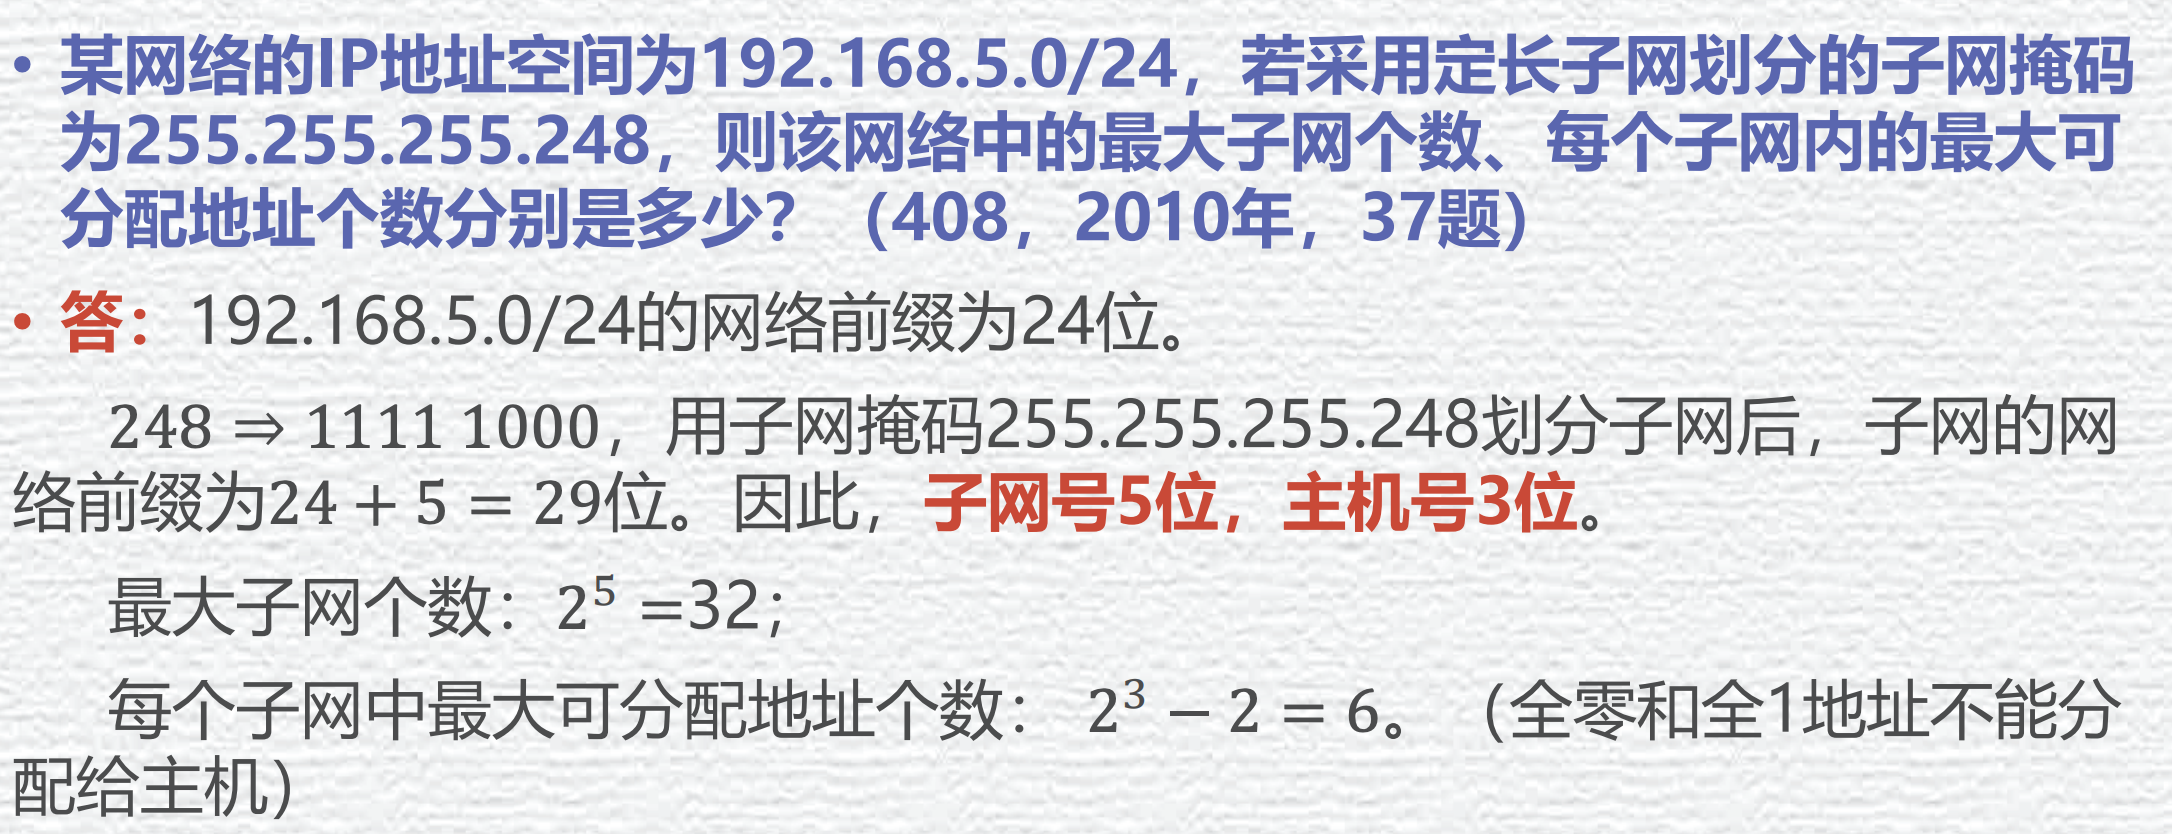 • 某网络的IP地址空间为192.168.5.0/24，若采用定长子网划分的子网掩码
为255.255.255.248，则该网络中的最大子网个数、每个子网内的最大可
分配地址个数分别是多少？（408，2010年，37题）
• 答：192.168.5.0/24的网络前缀为24位。
248 ⇒ 1111 1000，用子网掩码255.255.255.248划分子网后，子网的网
络前缀为24 + 5 = 29位。因此，子网号5位，主机号3位。
最大子网个数：2⁵ =32；
每个子网中最大可分配地址个数： 2³ − 2 = 6。（全零和全1地址不能分
配给主机）